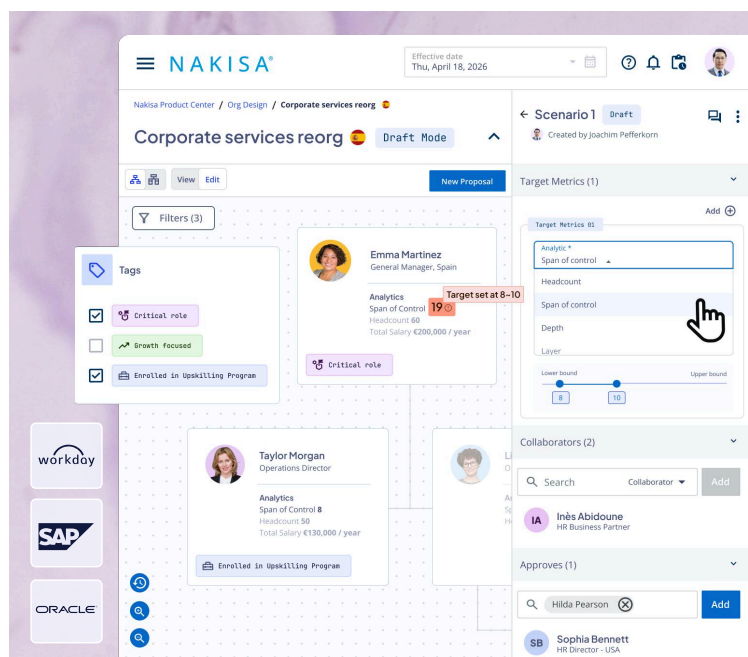 NAKISA®
Effective date
Thu, April 18, 2026
Nakisa Product Center / Org Design / Corporate services reorg
Corporate services reorg
Draft Mode
View
Edit
New Proposal
Filters (3)
Tags
Critical role
Growth focused
Enrolled in Upskilling Program
Emma Martinez
General Manager, Spain
Analytics
Span of Control 19
Target set at 8–10
Headcount 60
Total Salary €200,000 / year
Critical role
Taylor Morgan
Operations Director
Analytics
Span of Control 8
Headcount 50
Total Salary €130,000 / year
Enrolled in Upskilling Program
workday
SAP
ORACLE
Scenario 1
Draft
Created by Joachim Pefferkorn
Target Metrics (1)
Add
Target Metrics 01
Analytic *
Span of control
Headcount
Span of control
Depth
Layer
Lower bound
Upper bound
8
10
Collaborators (2)
Search
Collaborator
Add
IA
Inès Abidoune
HR Business Partner
Approves (1)
Hilda Pearson
Add
SB
Sophia Bennett
HR Director - USA